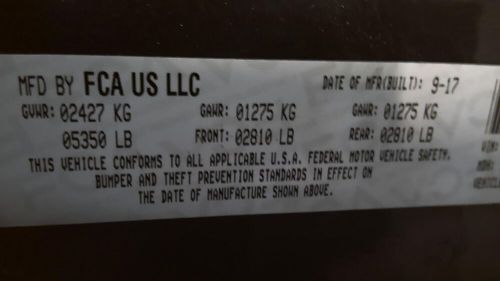 MFD BY FCA US LLC DATE OF MFR(BUILT): 9-17
GVWR: 02427 KG GAWR: 01275 KG GAWR: 01275 KG
05350 LB FRONT: 02810 LB REAR: 02810 LB
THIS VEHICLE CONFORMS TO ALL APPLICABLE U.S.A. FEDERAL MOTOR VEHICLE SAFETY,
BUMPER AND THEFT PREVENTION STANDARDS IN EFFECT ON
THE DATE OF MANUFACTURE SHOWN ABOVE.
VIN: